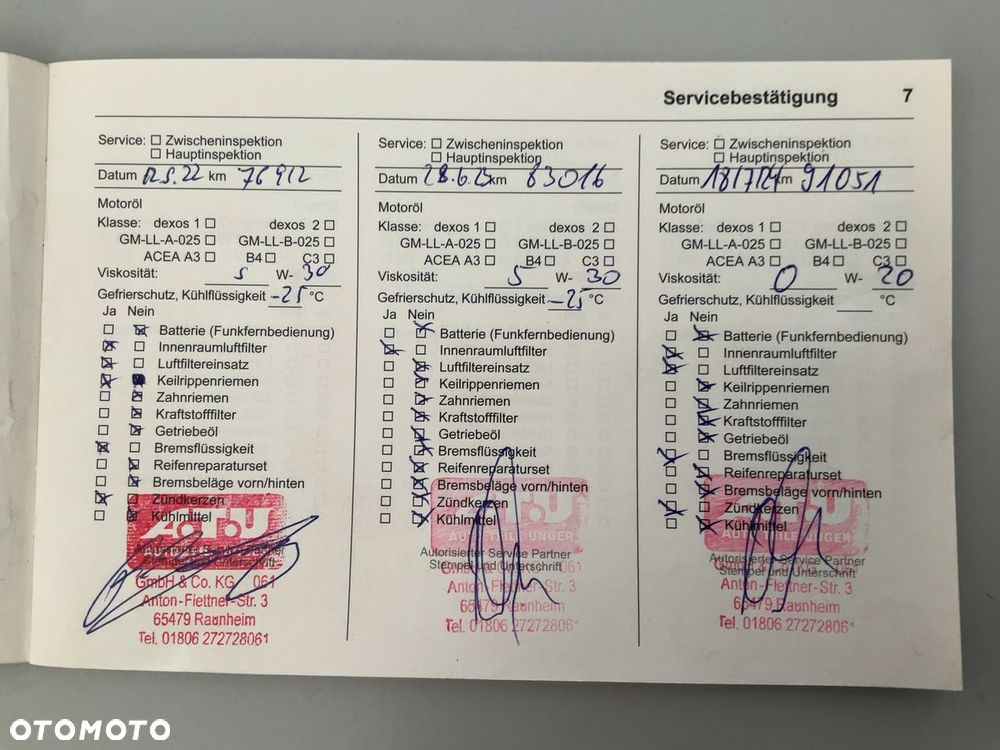 Servicebestätigung 7
Service: Zwischeninspektion
Hauptinspektion
Datum 12.5.22 km 76912
Motoröl
Klasse: dexos 1 dexos 2
GM-LL-A-025 GM-LL-B-025
ACEA A3 B4 C3
Viskosität: 5 W- 30
Gefrierschutz, Kühlflüssigkeit -25 °C
Ja Nein
Batterie (Funkfernbedienung)
Innenraumluftfilter
Luftfiltereinsatz
Keilrippenriemen
Zahnriemen
Kraftstofffilter
Getriebeöl
Bremsflüssigkeit
Reifenreparaturset
Bremsbeläge vorn/hinten
Zündkerzen
Kühlmittel
A.T.U
Autorisierter Service Partner
Stempel und Unterschrift
GmbH & Co. KG 061
Anton-Flettner-Str. 3
65479 Raunheim
Tel. 01806 272728061
Service: Zwischeninspektion
Hauptinspektion
Datum 28.6.23 km 83016
Motoröl
Klasse: dexos 1 dexos 2
GM-LL-A-025 GM-LL-B-025
ACEA A3 B4 C3
Viskosität: 5 W- 30
Gefrierschutz, Kühlflüssigkeit -25 °C
Ja Nein
Batterie (Funkfernbedienung)
Innenraumluftfilter
Luftfiltereinsatz
Keilrippenriemen
Zahnriemen
Kraftstofffilter
Getriebeöl
Bremsflüssigkeit
Reifenreparaturset
Bremsbeläge vorn/hinten
Zündkerzen
Kühlmittel
A.T.U
Autorisierter Service Partner
Stempel und Unterschrift
061
Anton-Flettner-Str. 3
65479 Raunheim
Tel. 01806 272728061
Service: Zwischeninspektion
Hauptinspektion
Datum 18/7/24 km 91051
Motoröl
Klasse: dexos 1 dexos 2
GM-LL-A-025 GM-LL-B-025
ACEA A3 B4 C3
Viskosität: 0 W- 20
Gefrierschutz, Kühlflüssigkeit °C
Ja Nein
Batterie (Funkfernbedienung)
Innenraumluftfilter
Luftfiltereinsatz
Keilrippenriemen
Zahnriemen
Kraftstofffilter
Getriebeöl
Bremsflüssigkeit
Reifenreparaturset
Bremsbeläge vorn/hinten
Zündkerzen
Kühlmittel
A.T.U
Autorisierter Service Partner
Stempel und Unterschrift
Anton-Flettner-Str. 3
65479 Raunheim
Tel. 01806 272728061
OTOMOTO